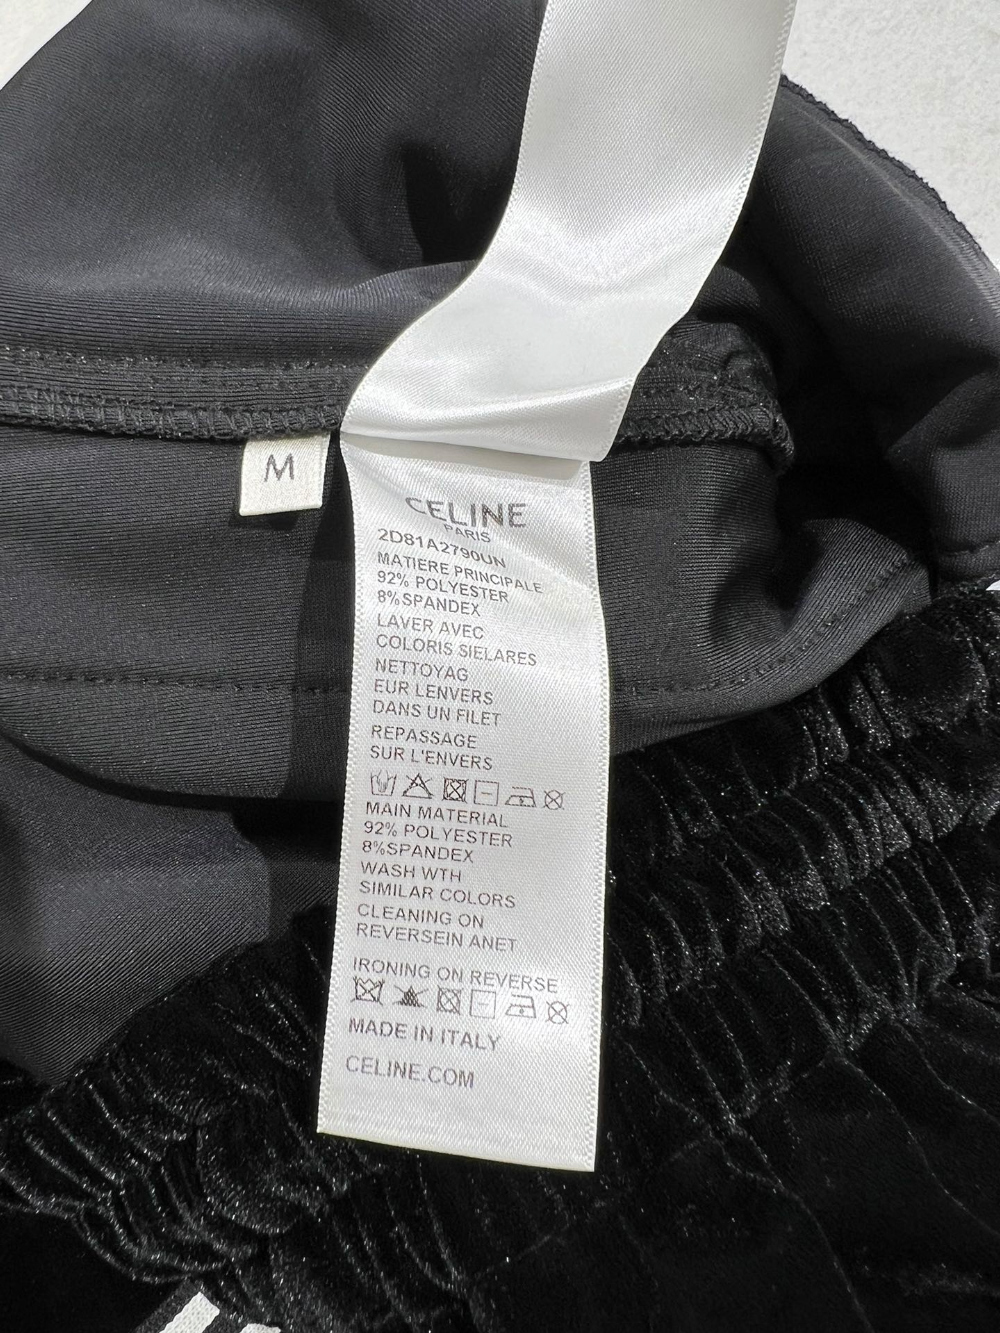 M
CELINE
PARIS
2D81A2790UN
MATIERE PRINCIPALE
92% POLYESTER
8%SPANDEX
LAVER AVEC
COLORIS SIELARES
NETTOYAG
EUR LENVERS
DANS UN FILET
REPASSAGE
SUR L'ENVERS
MAIN MATERIAL
92% POLYESTER
8%SPANDEX
WASH WTH
SIMILAR COLORS
CLEANING ON
REVERSEIN ANET
IRONING ON REVERSE
MADE IN ITALY
CELINE.COM